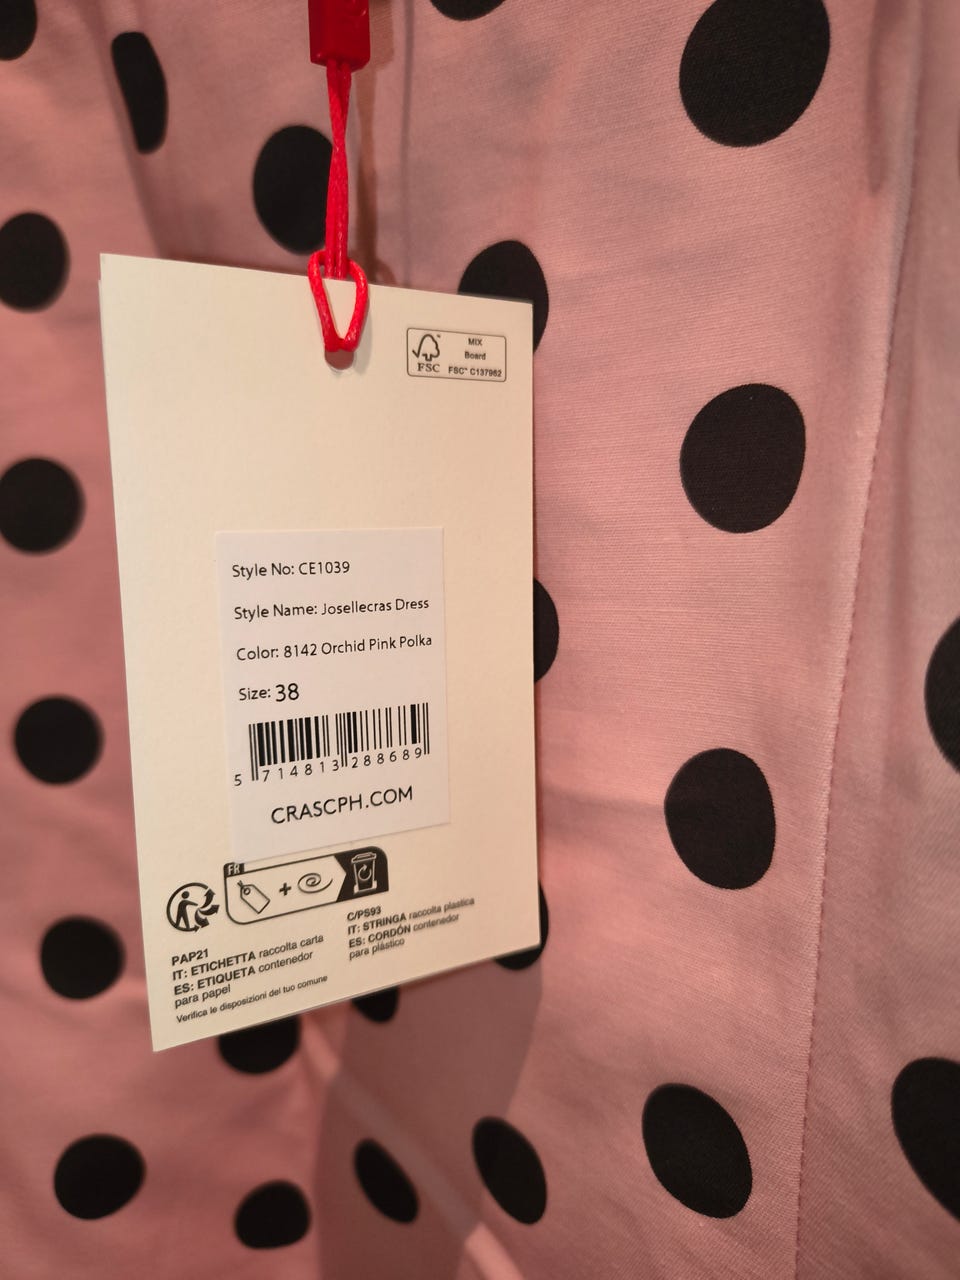 FSC™
MIX
Board
FSC™ C137962
Style No: CE1039
Style Name: Josellecras Dress
Color: 8142 Orchid Pink Polka
Size: 38
5 714813 288689
CRASCPH.COM
FR
+
PAP21
IT: ETICHETTA raccolta carta
ES: ETIQUETA contenedor
para papel
Verifica le disposizioni del tuo comune
C/PS93
IT: STRINGA raccolta plastica
ES: CORDÓN contenedor
para plástico